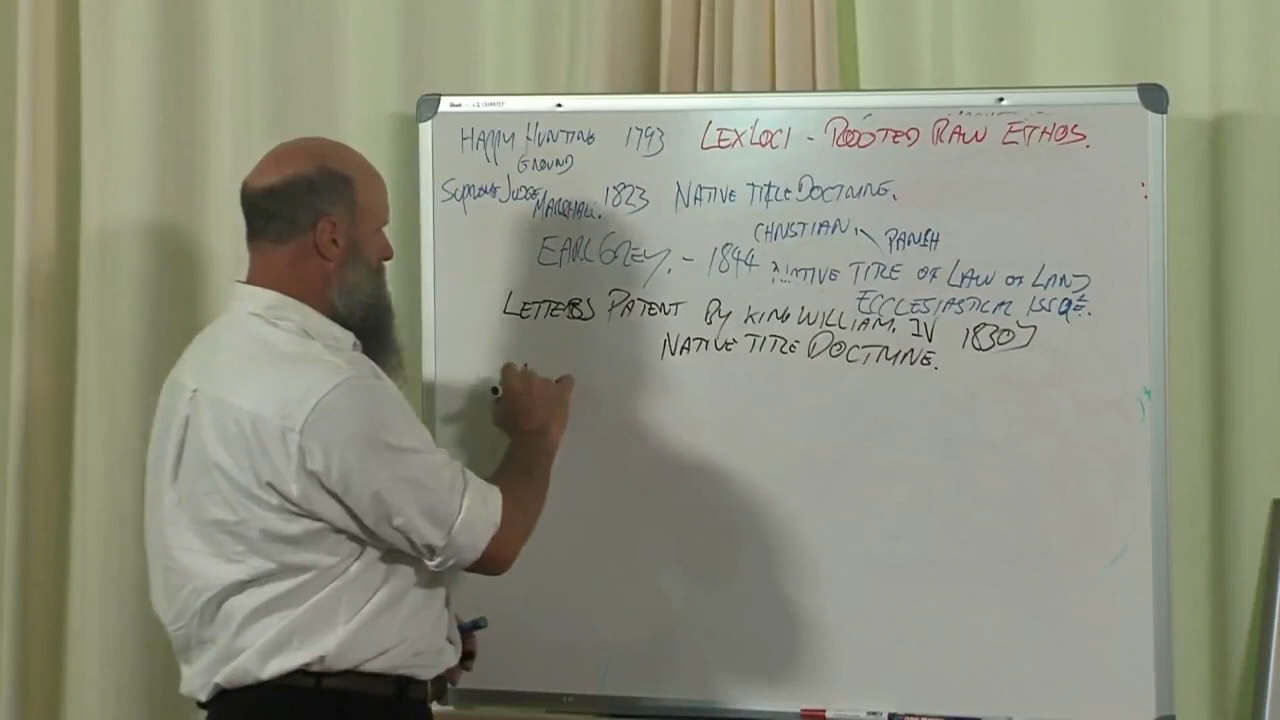 HAPPY HUNTING GROUND 1793 LEX LOCI - ROOTED RAW ETHOS.
SUPREME JUDGE MARSHALL. 1823 NATIVE TITLE DOCTRINE.
CHRISTIAN, PARISH
EARL GREY. - 1844 NATIVE TITLE OF LAW OF LAND
ECCLESIASTICAL ISSUE.
LETTERS PATENT BY KING WILLIAM. IV 1830
NATIVE TITLE DOCTRINE.